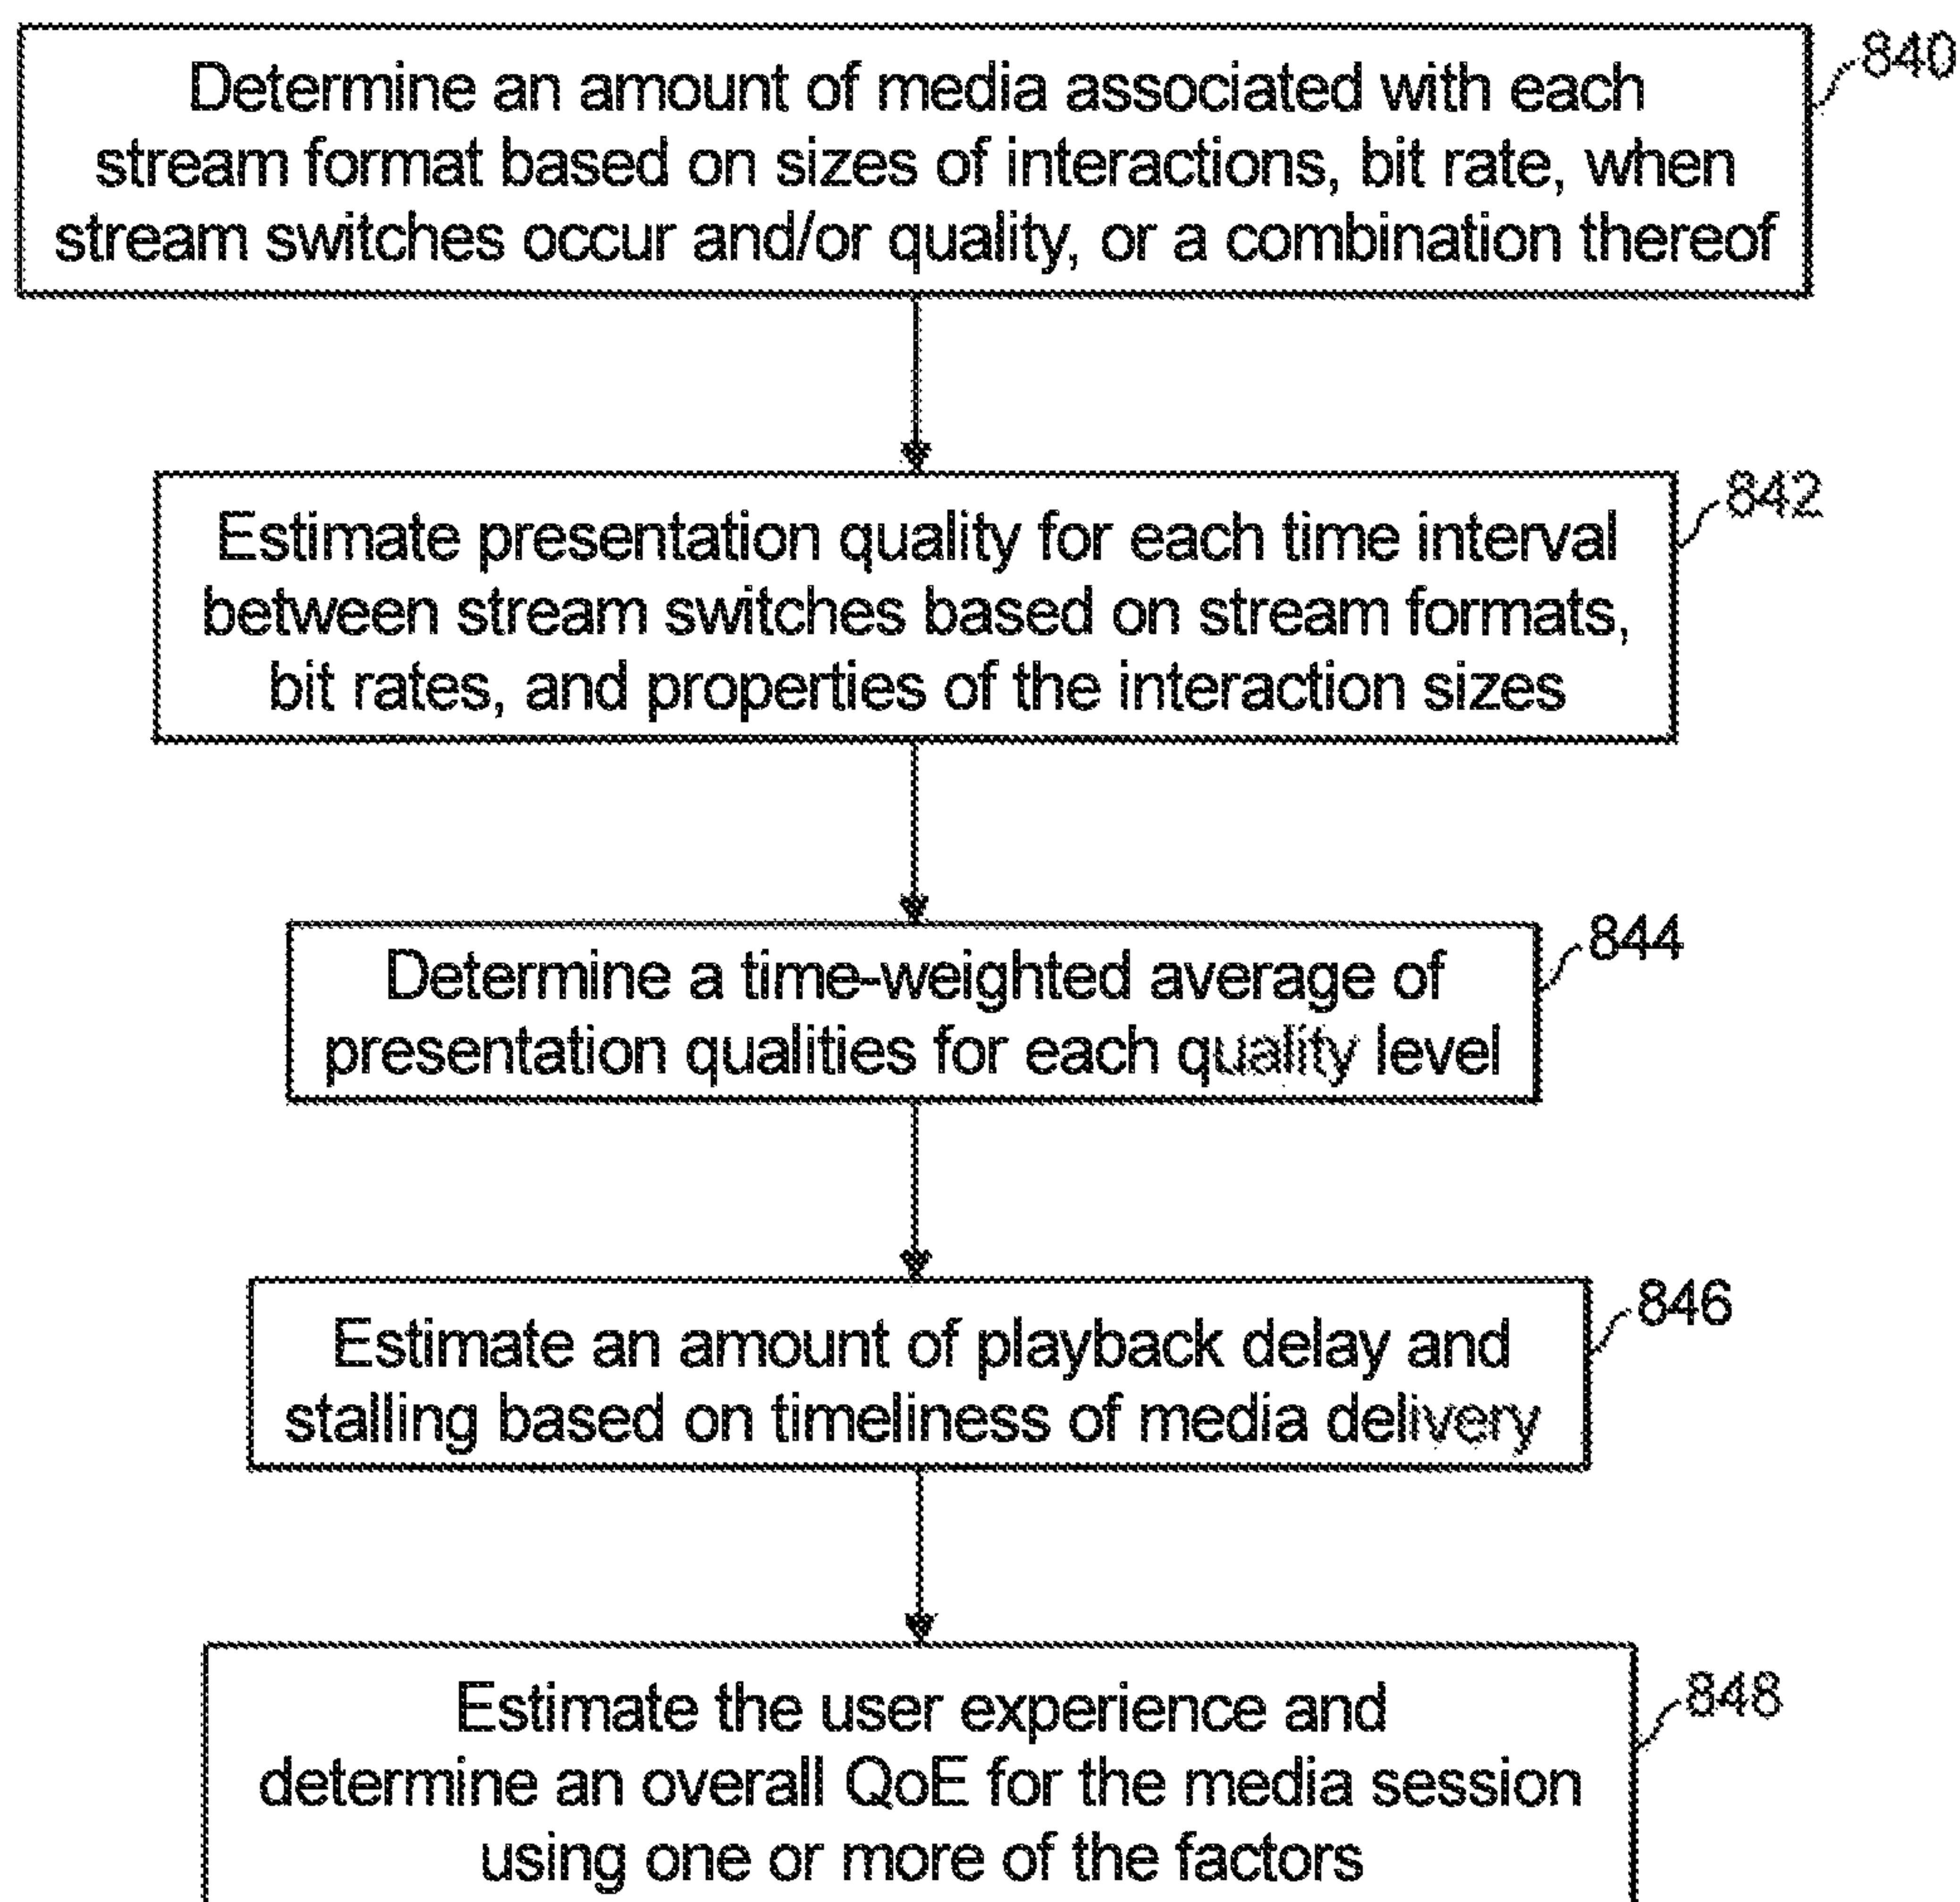 840
Determine an amount of media associated with each
stream format based on sizes of interactions, bit rate, when
stream switches occur and/or quality, or a combination thereof
842
Estimate presentation quality for each time interval
between stream switches based on stream formats,
bit rates, and properties of the interaction sizes
844
Determine a time-weighted average of
presentation qualities for each quality level
846
Estimate an amount of playback delay and
stalling based on timeliness of media delivery
848
Estimate the user experience and
determine an overall QoE for the media session
using one or more of the factors